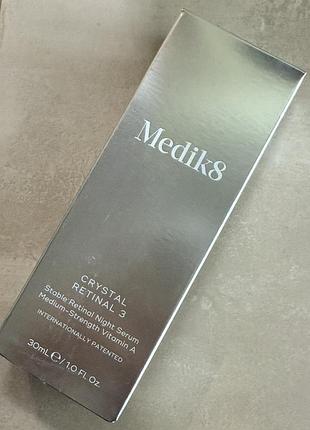 Medik8
CRYSTAL
RETINAL 3
Stable Retinal Night Serum
Medium-Strength Vitamin A
INTERNATIONALLY PATENTED
30mL ℮ / 1.0 FL.Oz.